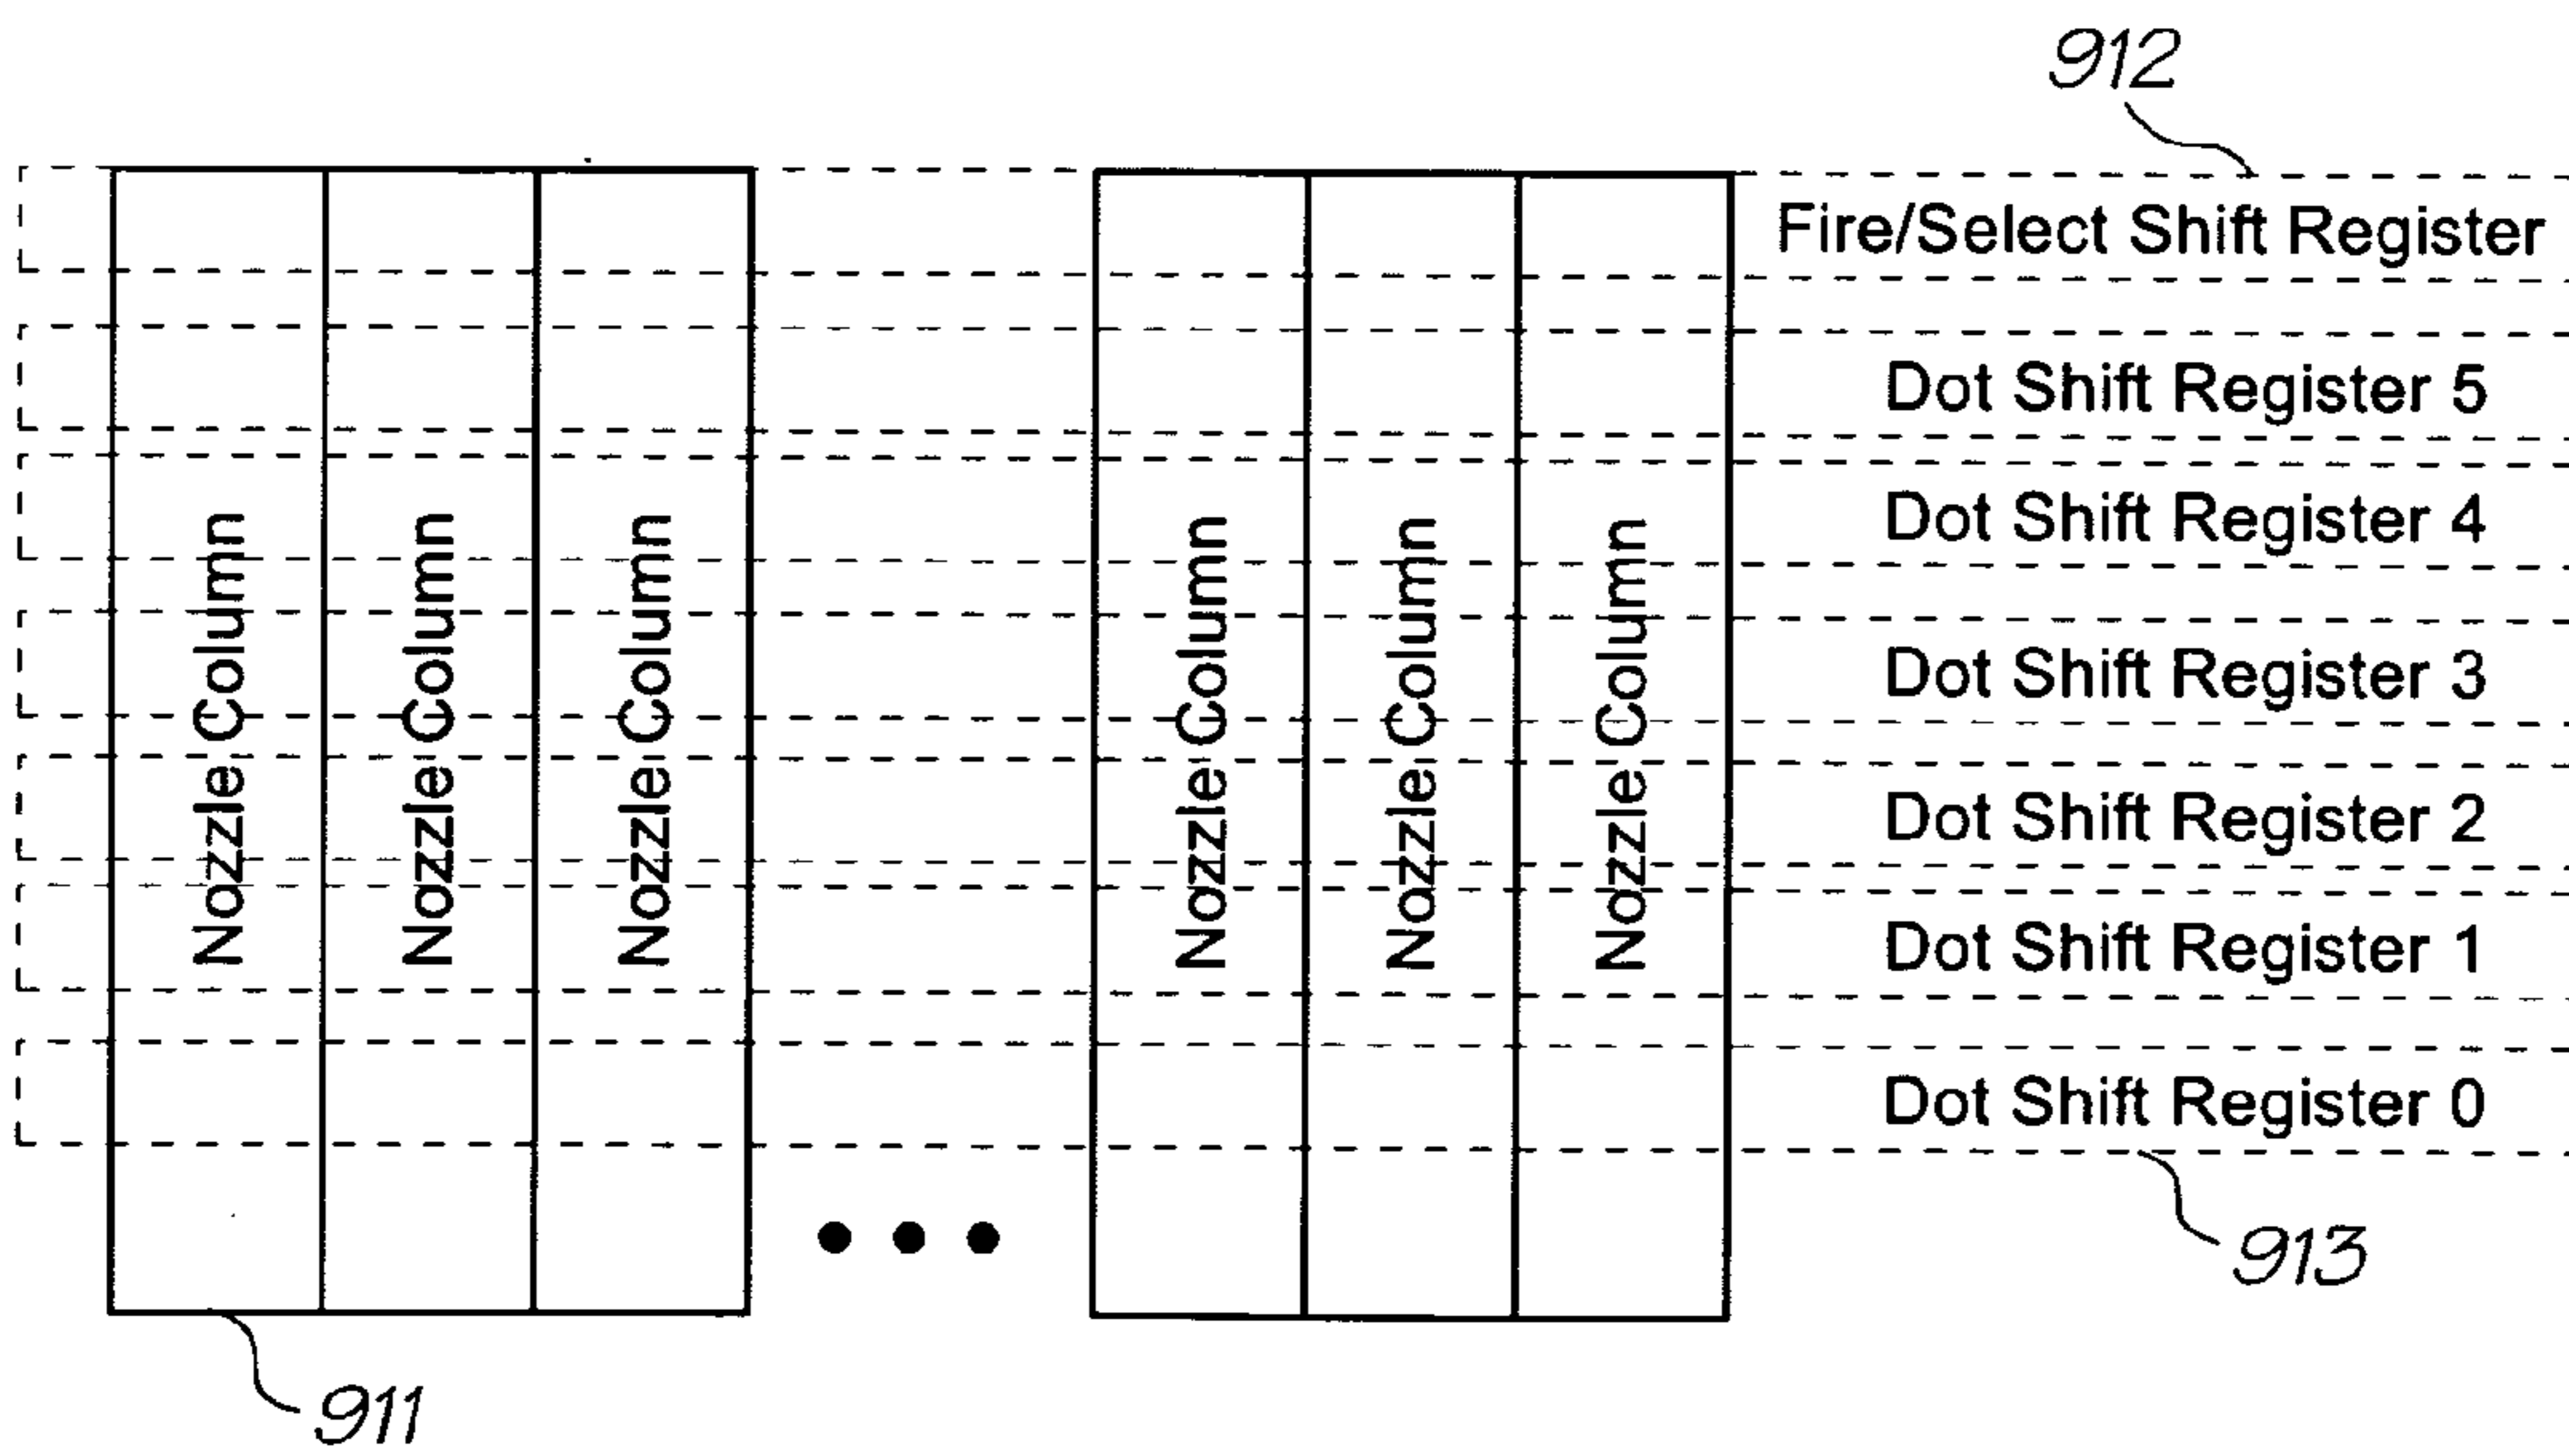 912
Fire/Select Shift Register
Dot Shift Register 5
Dot Shift Register 4
Dot Shift Register 3
Dot Shift Register 2
Dot Shift Register 1
Dot Shift Register 0
Nozzle Column
Nozzle Column
Nozzle Column
Nozzle Column
Nozzle Column
Nozzle Column
913
911